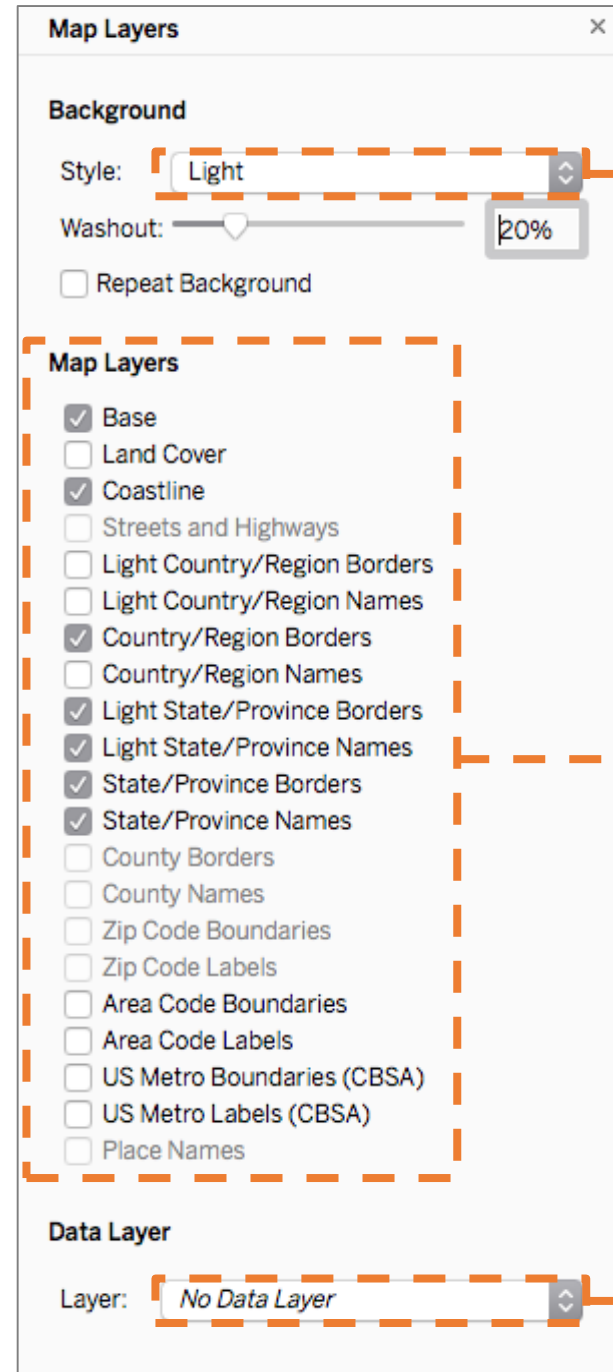 Map Layers
Background
Style: Light
Washout: 20%
Repeat Background
Map Layers
Base
Land Cover
Coastline
Streets and Highways
Light Country/Region Borders
Light Country/Region Names
Country/Region Borders
Country/Region Names
Light State/Province Borders
Light State/Province Names
State/Province Borders
State/Province Names
County Borders
County Names
Zip Code Boundaries
Zip Code Labels
Area Code Boundaries
Area Code Labels
US Metro Boundaries (CBSA)
US Metro Labels (CBSA)
Place Names
Data Layer
Layer: No Data Layer